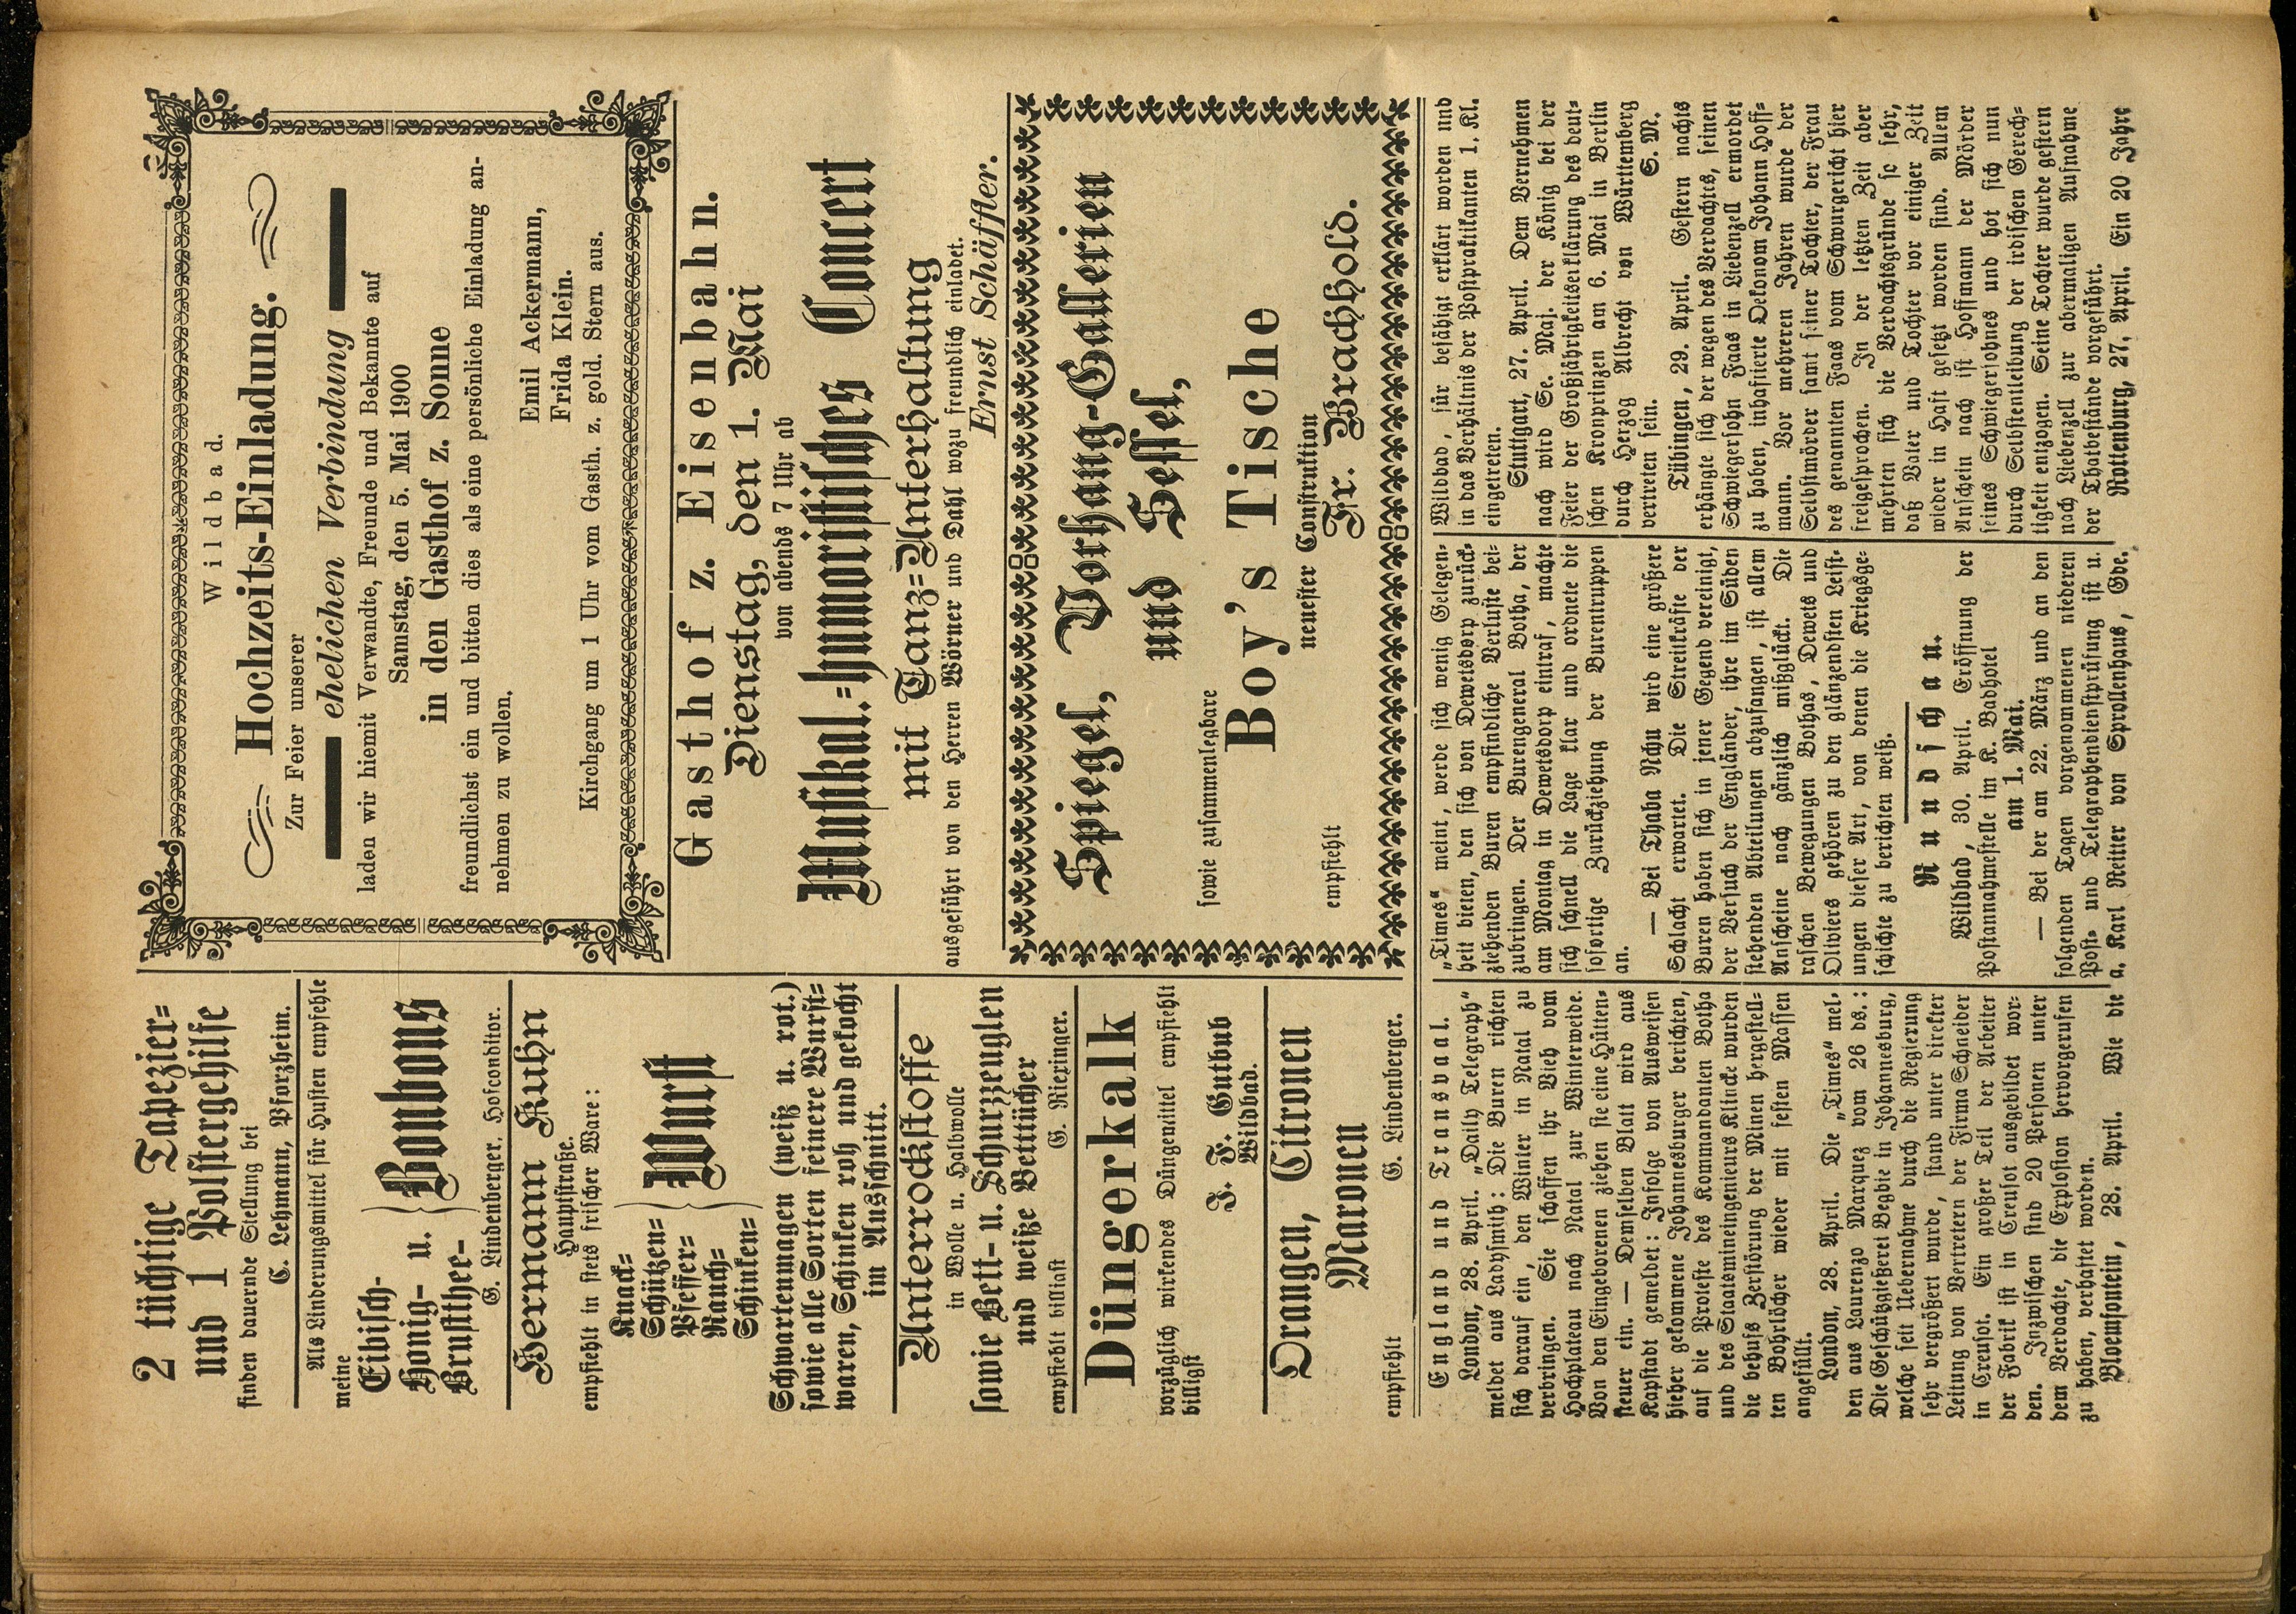 2 tüchtige Tapezier-
und 1 Polstergehilfe
finden dauernde Stellung bei
C. Lehmann, Pforzheim.
Als Linderungsmittel für Husten empfehle
meine
Eibisch-
Honig- u.
Brustthee-
Bonbons
G. Lindenberger, Hofconditor.
Hermann Kuhn
Hauptstraße.
empfiehlt in stets frischer Ware:
Knack-
Schützen-
Pfeffer-
Rauch-
Schinken-
Wurst
Schwartenmagen (weiß u. rot.)
sowie alle Sorten feinere Wurst-
waren, Schinken roh und gekocht
im Ausschnitt.
Unterrockstoffe
in Wolle u. Halbwolle
sowie Bett- u. Schurzzeuglen
und weiße Bettücher
empfiehlt billigst G. Riexinger.
Düngerkalk
vorzüglich wirkendes Düngemittel empfiehlt
billigst
J. F. Gutbub
Wildbad.
Orangen, Citronen
Maronen
empfiehlt G. Lindenberger.
Wildbad.
Hochzeits-Einladung.
Zur Feier unserer
ehelichen Verbindung
laden wir hiemit Verwandte, Freunde und Bekannte auf
Samstag, den 5. Mai 1900
in den Gasthof z. Sonne
freundlichst ein und bitten dies als eine persönliche Einladung an-
nehmen zu wollen.
Emil Ackermann,
Frida Klein.
Kirchgang um 1 Uhr vom Gasth. z. gold. Stern aus.
Gasthof z. Eisenbahn.
Dienstag, den 1. Mai
von abends 7 Uhr ab
Musikal.-humoristisches Concert
mit Tanz-Unterhaltung
ausgeführt von den Herren Wörner und Dahl wozu freundlich einladet.
Ernst Schäffler.
Spiegel, Vorhang-Gallerien
und Sessel,
sowie zusammenlegbare
Boy's Tische
neuester Construktion
empfiehlt Fr. Brachhold.
England und Transvaal.
London, 28. April. „Daily Telegraph“
meldet aus Ladysmith: Die Buren richten
sich darauf ein, den Winter in Natal zu
verbringen. Sie schaffen ihr Vieh vom
Hochplateau nach Natal zur Winterweide.
Von den Eingeborenen ziehen sie eine Hütten-
steuer ein. — Demselben Blatt wird aus
Kapstadt gemeldet: Infolge von Ausweisen
hieher gekommene Johannesburger berichten,
auf die Proteste des Kommandanten Botha
und des Staatsmineningenieurs Klincke wurden
die behufs Zerstörung der Minen hergestell-
ten Bohrlöcher wieder mit festen Massen
angefüllt.
London, 28. April. Die „Times“ mel-
den aus Laurenzo Marquez vom 26 ds.:
Die Geschützgießerei Begbie in Johannesburg,
welche seit Uebernahme durch die Regierung
sehr vergrößert wurde, stand unter direkter
Leitung von Vertretern der Firma Schneider
in Creusot. Ein großer Teil der Arbeiter
der Fabrik ist in Creusot ausgebildet wor-
den. Inzwischen sind 20 Personen unter
dem Verdachte, die Explosion hervorgerufen
zu haben, verhaftet worden.
Bloemfontein, 28. April. Wie die
„Times“ meint, werde sich wenig Gelegen-
heit bieten, den sich von Dewetsdorp zurück-
ziehenden Buren empfindliche Verluste bei-
zubringen. Der Burengeneral Botha, der
am Montag in Dewetsdorp eintraf, machte
sich schnell die Lage klar und ordnete die
sofortige Zurückziehung der Burentruppen
an.
— Bei Thaba Nchu wird eine größere
Schlacht erwartet. Die Streitkräfte der
Buren haben sich in jener Gegend vereinigt,
der Versuch der Engländer, ihre im Süden
stehenden Abteilungen abzufangen, ist allem
Anscheine nach gänzlich mißglückt. Die
raschen Bewegungen Bothas, Dewets und
Oliviers gehören zu den glänzendsten Leist-
ungen dieser Art, von denen die Kriegsge-
schichte zu berichten weiß.
Rundschau.
Wildbad, 30. April. Eröffnung der
Postannahmestelle im K. Badhotel
am 1. Mai.
— Bei der am 22. März und an den
folgenden Tagen vorgenommenen niederen
Post- und Telegraphendienstprüfung ist u.
a. Karl Reitter von Sprollenhaus, Gde.
Wildbad, für befähigt erklärt worden und
in das Verhältnis der Postpraktikanten 1. Kl.
eingetreten.
Stuttgart, 27. April. Dem Vernehmen
nach wird Se. Maj. der König bei der
Feier der Großjährigkeitserklärung des deut-
schen Kronprinzen am 6. Mai in Berlin
durch Herzog Albrecht von Württemberg
vertreten sein. S. M.
Tübingen, 29. April. Gestern nachts
erhängte sich der wegen des Verdachts, seinen
Schwiegersohn Faas in Liebenzell ermordet
zu haben, inhaftierte Oekonom Johann Hoff-
mann. Vor mehreren Jahren wurde der
Selbstmörder samt seiner Tochter, der Frau
des genannten Faas vom Schwurgericht hier
freigesprochen. In der letzten Zeit aber
mehrten sich die Verdachtsgründe so sehr,
daß Vater und Tochter vor einiger Zeit
wieder in Haft gesetzt worden sind. Allem
Anschein nach ist Hoffmann der Mörder
seines Schwiegersohnes und hot sich nun
durch Selbstentleibung der irdischen Gerech-
tigkeit entzogen. Seine Tochter wurde gestern
nach Liebenzell zur abermaligen Aufnahme
der Thatbestände vorgeführt.
Rottenburg, 27. April. Ein 20 Jahre